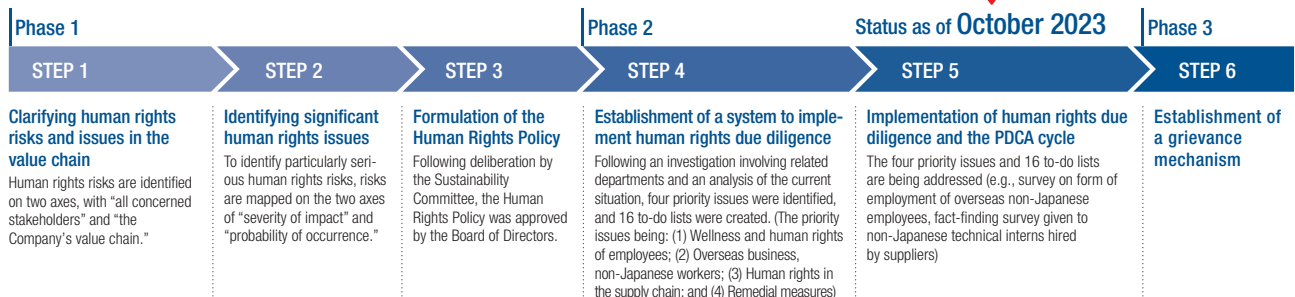 Phase 1
Phase 2
Status as of October 2023
Phase 3
STEP 1
STEP 2
STEP 3
STEP 4
STEP 5
STEP 6
Clarifying human rights
risks and issues in the
value chain
Human rights risks are identified
on two axes, with “all concerned
stakeholders” and “the
Company’s value chain.”
Identifying significant
human rights issues
To identify particularly seri-
ous human rights risks, risks
are mapped on the two axes
of “severity of impact” and
“probability of occurrence.”
Formulation of the
Human Rights Policy
Following deliberation by
the Sustainability
Committee, the Human
Rights Policy was approved
by the Board of Directors.
Establishment of a system to imple-
ment human rights due diligence
Following an investigation involving related
departments and an analysis of the current
situation, four priority issues were identified,
and 16 to-do lists were created. (The priority
issues being: (1) Wellness and human rights
of employees; (2) Overseas business,
non-Japanese workers; (3) Human rights in
the supply chain; and (4) Remedial measures)
Implementation of human rights due
diligence and the PDCA cycle
The four priority issues and 16 to-do lists
are being addressed (e.g., survey on form of
employment of overseas non-Japanese
employees, fact-finding survey given to
non-Japanese technical interns hired
by suppliers)
Establishment of
a grievance
mechanism